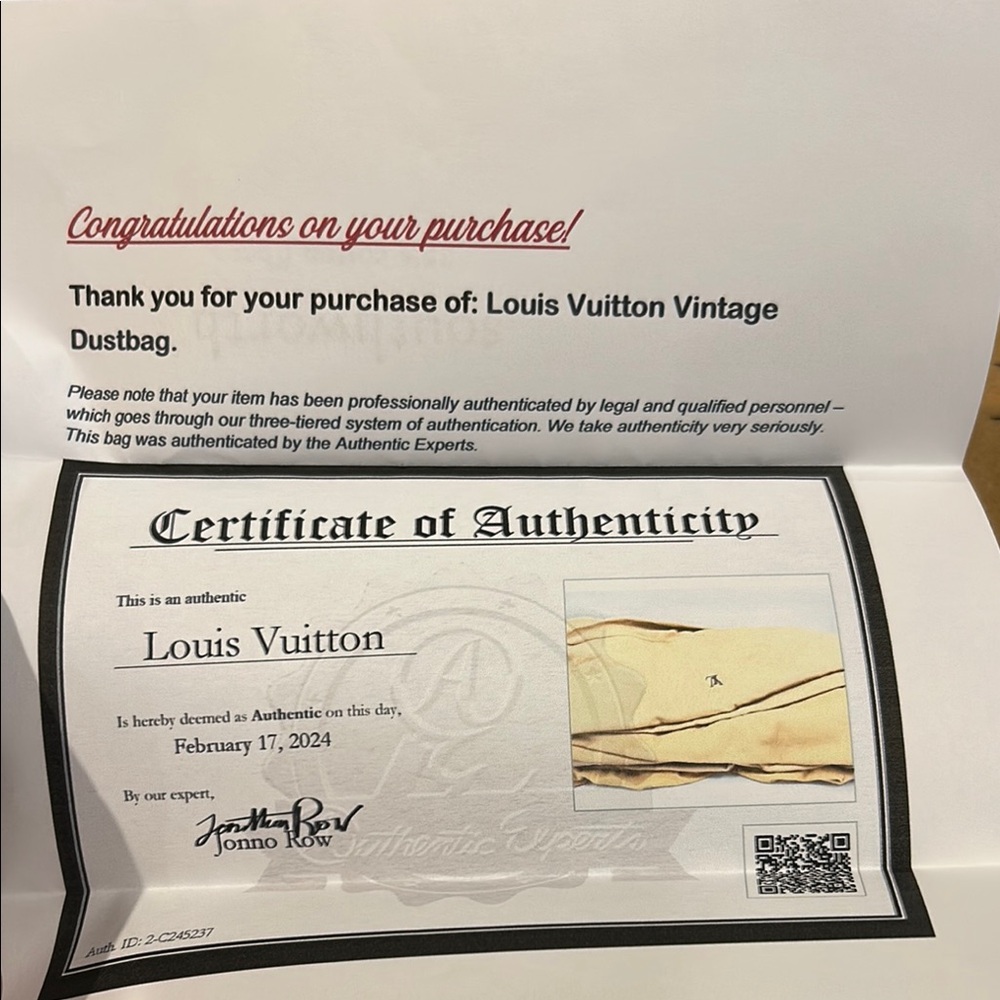 Congratulations on your purchase!
Thank you for your purchase of: Louis Vuitton Vintage
Dustbag.
Please note that your item has been professionally authenticated by legal and qualified personnel –
which goes through our three-tiered system of authentication. We take authenticity very seriously.
This bag was authenticated by the Authentic Experts.
Certificate of Authenticity
This is an authentic
Louis Vuitton
Is hereby deemed as Authentic on this day,
February 17, 2024
By our expert,
Jonno Row
Authentic Experts
Auth. ID: 2-C245237